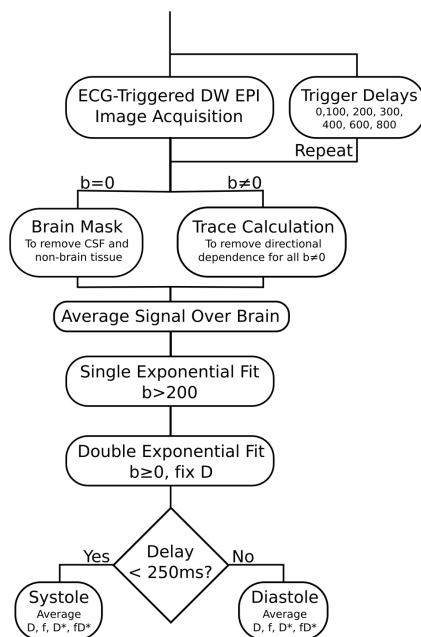 ECG-Triggered DW EPI
Image Acquisition
Trigger Delays
0,100, 200, 300,
400, 600, 800
Repeat
b=0
b≠0
Brain Mask
To remove CSF and
non-brain tissue
Trace Calculation
To remove directional
dependence for all b≠0
Average Signal Over Brain
Single Exponential Fit
b>200
Double Exponential Fit
b≥0, fix D
Delay
< 250ms?
Yes
No
Systole
Average
D, f, D*, fD*
Diastole
Average
D, f, D*, fD*